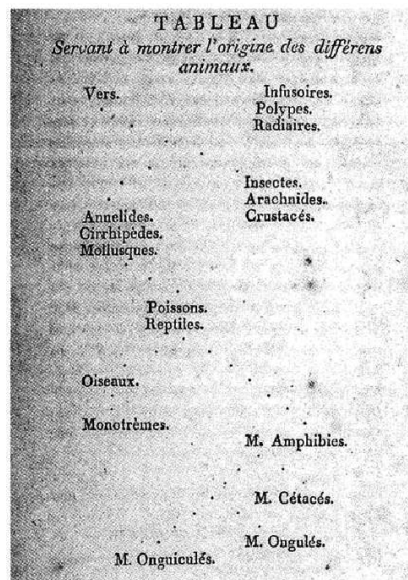 TABLEAU
Servant à montrer l'origine des différens
animaux.
Vers. Infusoires.
Polypes.
Radiaires.
Insectes.
Arachnides.
Annelides. Crustacés.
Cirrhipèdes.
Mollusques.
Poissons.
Reptiles.
Oiseaux.
Monotrèmes.
M. Amphibies.
M. Cétacés.
M. Ongulés.
M. Onguiculés.